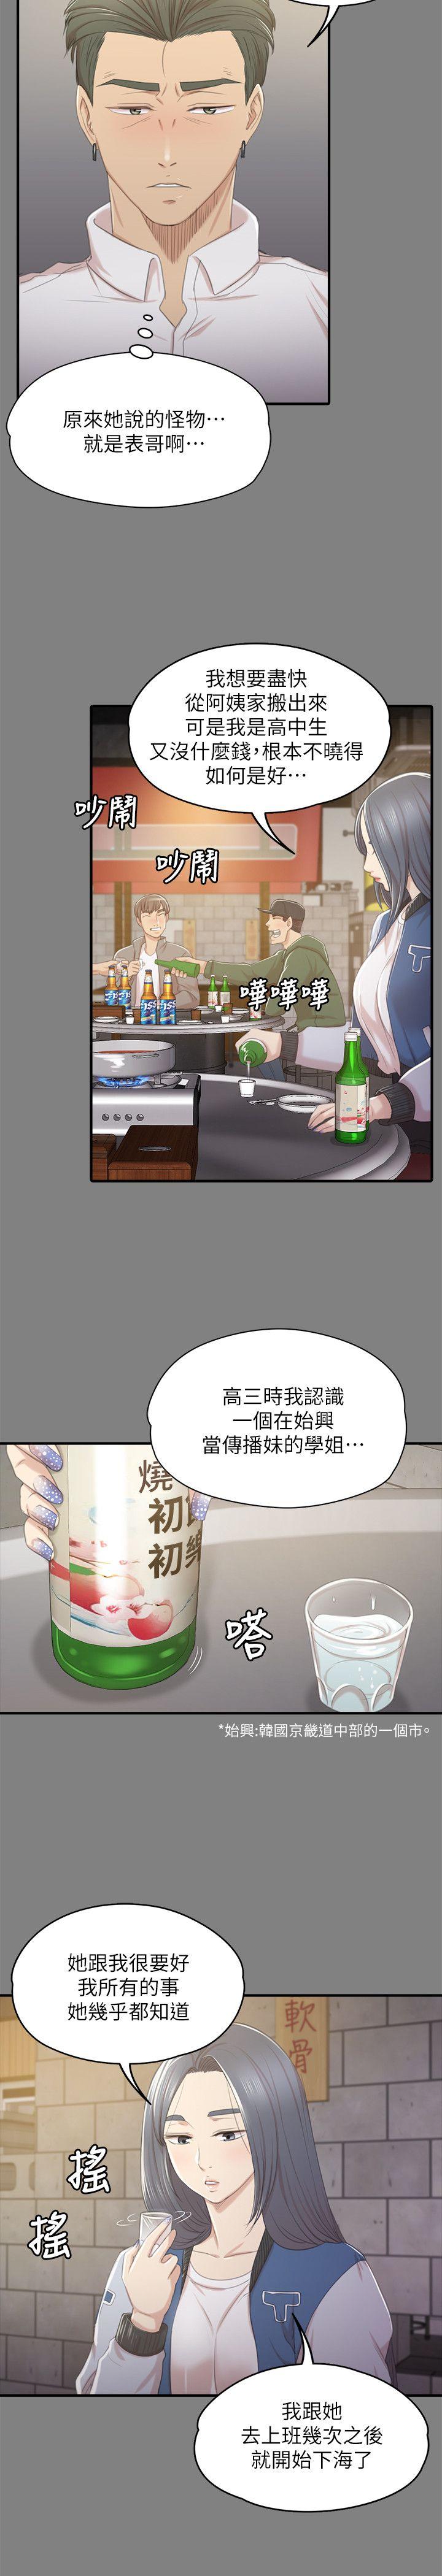 原來她說的怪物⋯
就是表哥啊⋯
我想要盡快
從阿姨家搬出來
可是我是高中生
又沒什麼錢，根本不曉得
如何是好⋯
吵鬧
吵鬧
嘩嘩嘩
高三時我認識
一個在始興
當傳播妹的學姐⋯
燒
初飲
初樂
嗒
*始興:韓國京畿道中部的一個市。
她跟我很要好
我所有的事
她幾乎都知道
軟骨
搖
搖
我跟她
去上班幾次之後
就開始下海了